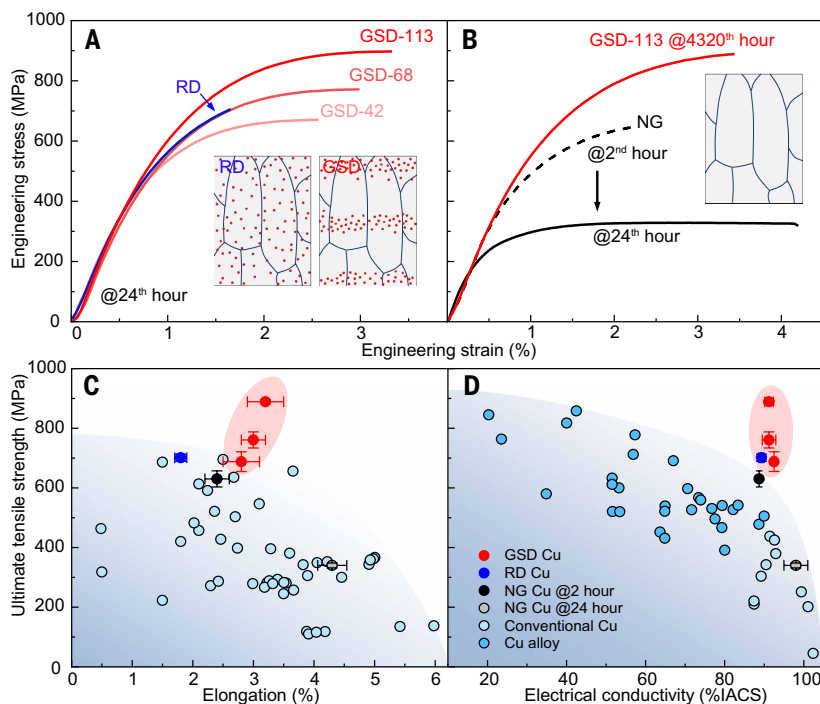 A
GSD-113
GSD-68
RD
GSD-42
RD
GSD
@24th hour
Engineering stress (MPa)
1000
800
600
400
200
0
0
1
2
3
B
GSD-113 @4320th hour
NG
@2nd hour
@24th hour
0
1
2
3
4
Engineering strain (%)
C
Ultimate tensile strength (MPa)
1000
800
600
400
200
0
0
1
2
3
4
5
6
Elongation (%)
D
GSD Cu
RD Cu
NG Cu @2 hour
NG Cu @24 hour
Conventional Cu
Cu alloy
20
40
60
80
100
Electrical conductivity (%IACS)